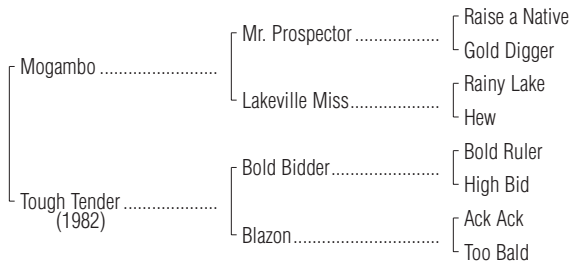 Raise a Native
Mr. Prospector ..................
Gold Digger
Mogambo .........................
Rainy Lake
Lakeville Miss...................
Hew
Bold Ruler
Bold Bidder.......................
High Bid
Tough Tender ....................
(1982)
Ack Ack
Blazon...............................
Too Bald